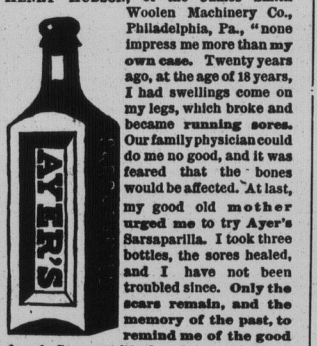 Woolen Machinery Co.,
Philadelphia, Pa., "none
impress me more than my
own case. Twenty years
ago, at the age of 18 years,
I had swellings come on
my legs, which broke and
became running sores.
Our family physician could
do me no good, and it was
feared that the bones
would be affected. At last,
my good old mother
urged me to try Ayer's
Sarsaparilla. I took three
bottles, the sores healed,
and I have not been
troubled since. Only the
scars remain, and the
memory of the past, to
remind me of the good
AYER'S